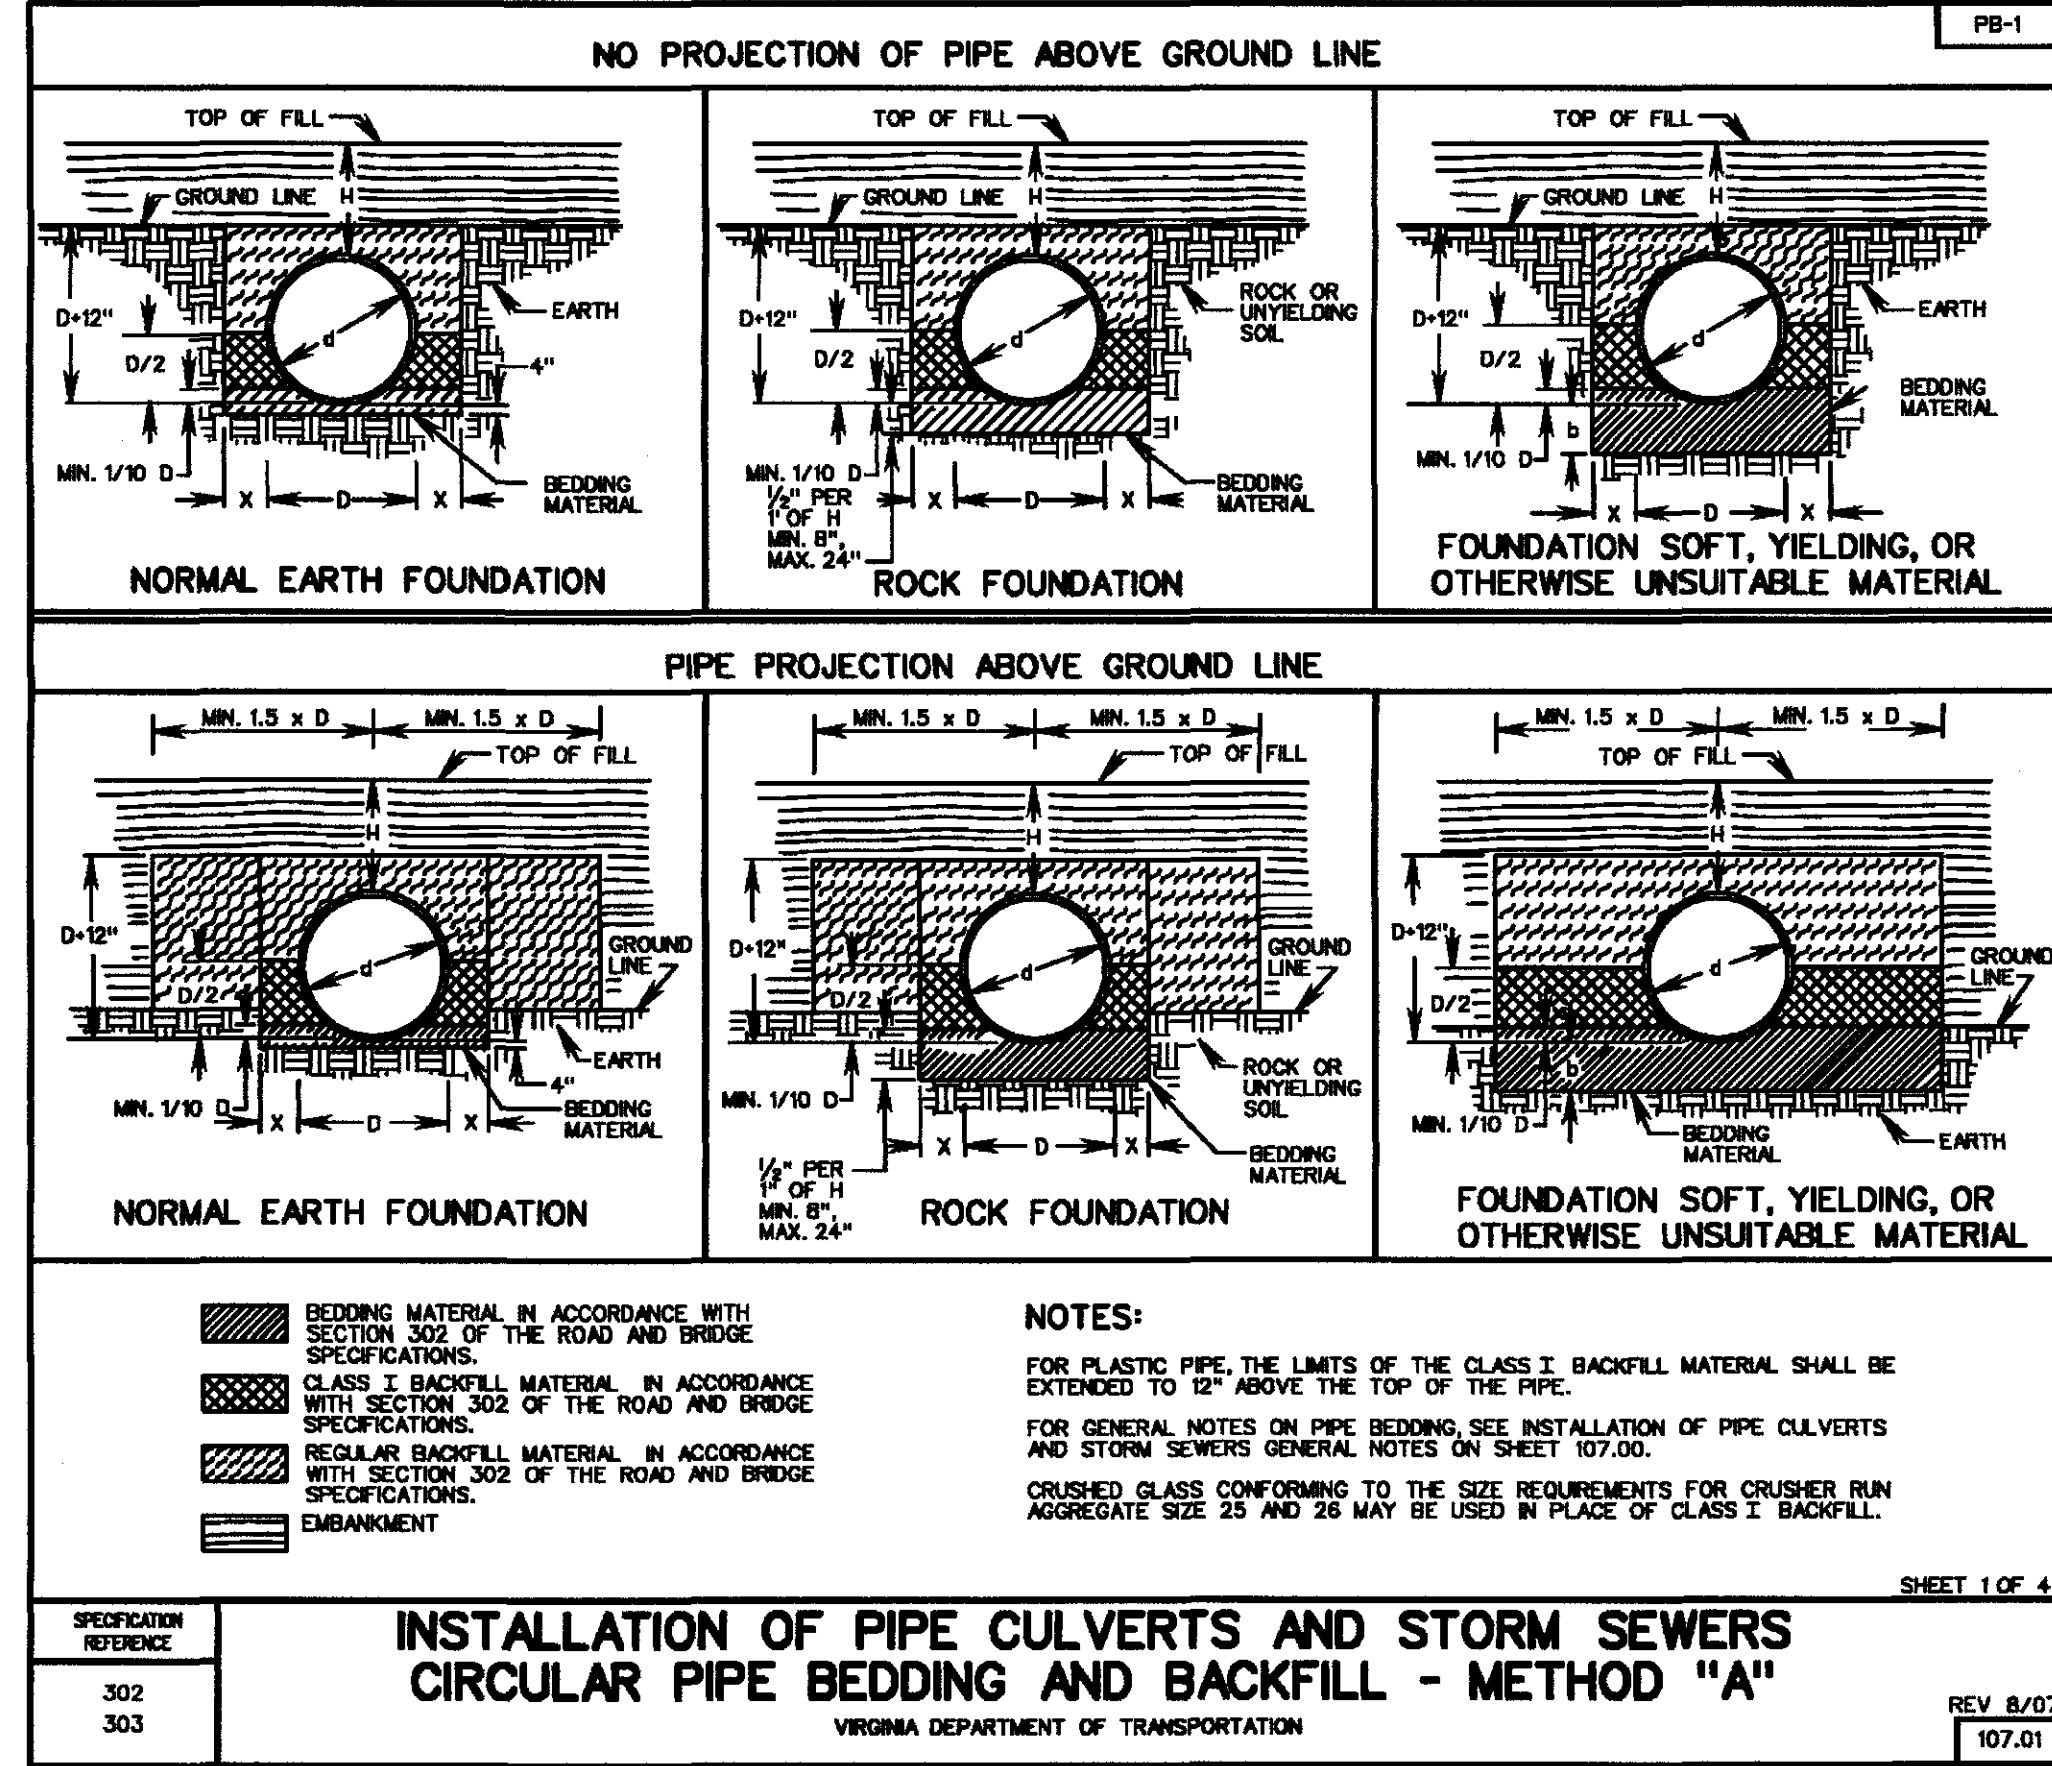 PB-1
NO PROJECTION OF PIPE ABOVE GROUND LINE
TOP OF FILL
GROUND LINE
H
D+12"
D/2
d
EARTH
4"
MIN. 1/10 D
X
D
X
BEDDING
MATERIAL
NORMAL EARTH FOUNDATION
TOP OF FILL
GROUND LINE
H
D+12"
D/2
d
ROCK OR
UNYIELDING
SOIL
MIN. 1/10 D
1/2" PER
1' OF H
MIN. 8",
MAX. 24"
X
D
X
BEDDING
MATERIAL
ROCK FOUNDATION
TOP OF FILL
GROUND LINE
H
D+12"
D/2
d
EARTH
BEDDING
MATERIAL
b
MIN. 1/10 D
X
D
X
FOUNDATION SOFT, YIELDING, OR
OTHERWISE UNSUITABLE MATERIAL
PIPE PROJECTION ABOVE GROUND LINE
MIN. 1.5 x D
MIN. 1.5 x D
TOP OF FILL
H
D+12"
D/2
d
GROUND
LINE
EARTH
4"
MIN. 1/10 D
X
D
X
BEDDING
MATERIAL
NORMAL EARTH FOUNDATION
MIN. 1.5 x D
MIN. 1.5 x D
TOP OF FILL
H
D+12"
D/2
d
GROUND
LINE
ROCK OR
UNYIELDING
SOIL
MIN. 1/10 D
X
D
X
BEDDING
MATERIAL
1/2" PER
1" OF H
MIN. 8",
MAX. 24"
ROCK FOUNDATION
MIN. 1.5 x D
MIN. 1.5 x D
TOP OF FILL
H
D+12"
D/2
d
GROUND
LINE
b
MIN. 1/10 D
BEDDING
MATERIAL
EARTH
FOUNDATION SOFT, YIELDING, OR
OTHERWISE UNSUITABLE MATERIAL
BEDDING MATERIAL IN ACCORDANCE WITH
SECTION 302 OF THE ROAD AND BRIDGE
SPECIFICATIONS.
CLASS I BACKFILL MATERIAL IN ACCORDANCE
WITH SECTION 302 OF THE ROAD AND BRIDGE
SPECIFICATIONS.
REGULAR BACKFILL MATERIAL IN ACCORDANCE
WITH SECTION 302 OF THE ROAD AND BRIDGE
SPECIFICATIONS.
EMBANKMENT
NOTES:
FOR PLASTIC PIPE, THE LIMITS OF THE CLASS I BACKFILL MATERIAL SHALL BE
EXTENDED TO 12" ABOVE THE TOP OF THE PIPE.
FOR GENERAL NOTES ON PIPE BEDDING, SEE INSTALLATION OF PIPE CULVERTS
AND STORM SEWERS GENERAL NOTES ON SHEET 107.00.
CRUSHED GLASS CONFORMING TO THE SIZE REQUIREMENTS FOR CRUSHER RUN
AGGREGATE SIZE 25 AND 26 MAY BE USED IN PLACE OF CLASS I BACKFILL.
SHEET 1 OF 4
SPECIFICATION
REFERENCE
302
303
INSTALLATION OF PIPE CULVERTS AND STORM SEWERS
CIRCULAR PIPE BEDDING AND BACKFILL - METHOD "A"
VIRGINIA DEPARTMENT OF TRANSPORTATION
REV 8/07
107.01